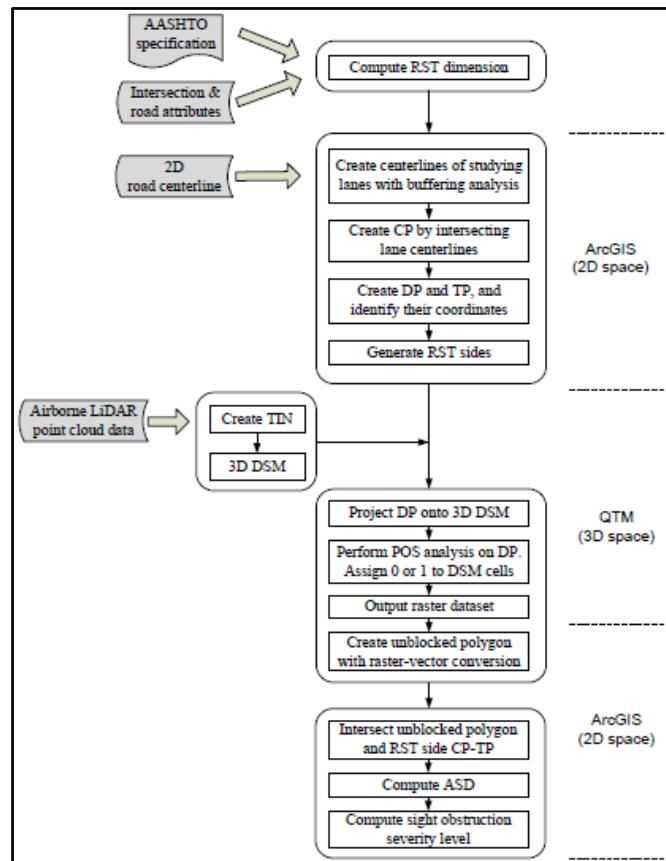 AASHTO
specification
Compute RST dimension
Intersection &
road attributes
2D
road centerline
Create centerlines of studying
lanes with buffering analysis
Create CP by intersecting
lane centerlines
ArcGIS
(2D space)
Create DP and TP, and
identify their coordinates
Generate RST sides
Airborne LiDAR
point cloud data
Create TIN
3D DSM
Project DP onto 3D DSM
QTM
(3D space)
Perform POS analysis on DP.
Assign 0 or 1 to DSM cells
Output raster dataset
Create unblocked polygon
with raster-vector conversion
Intersect unblocked polygon
and RST side CP-TP
ArcGIS
(2D space)
Compute ASD
Compute sight obstruction
severity level